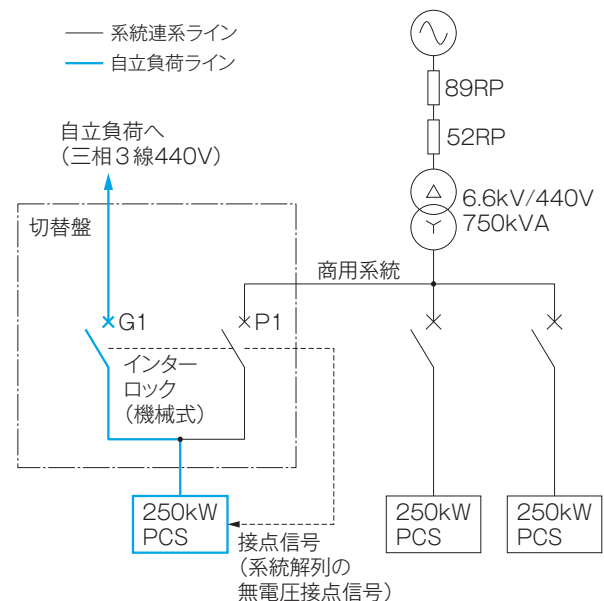 系統連系ライン
自立負荷ライン
89RP
52RP
自立負荷へ
（三相3線440V）
6.6kV/440V
750kVA
切替盤
商用系統
G1
P1
インター
ロック
（機械式）
250kW
PCS
250kW
PCS
250kW
PCS
接点信号
（系統解列の
無電圧接点信号）